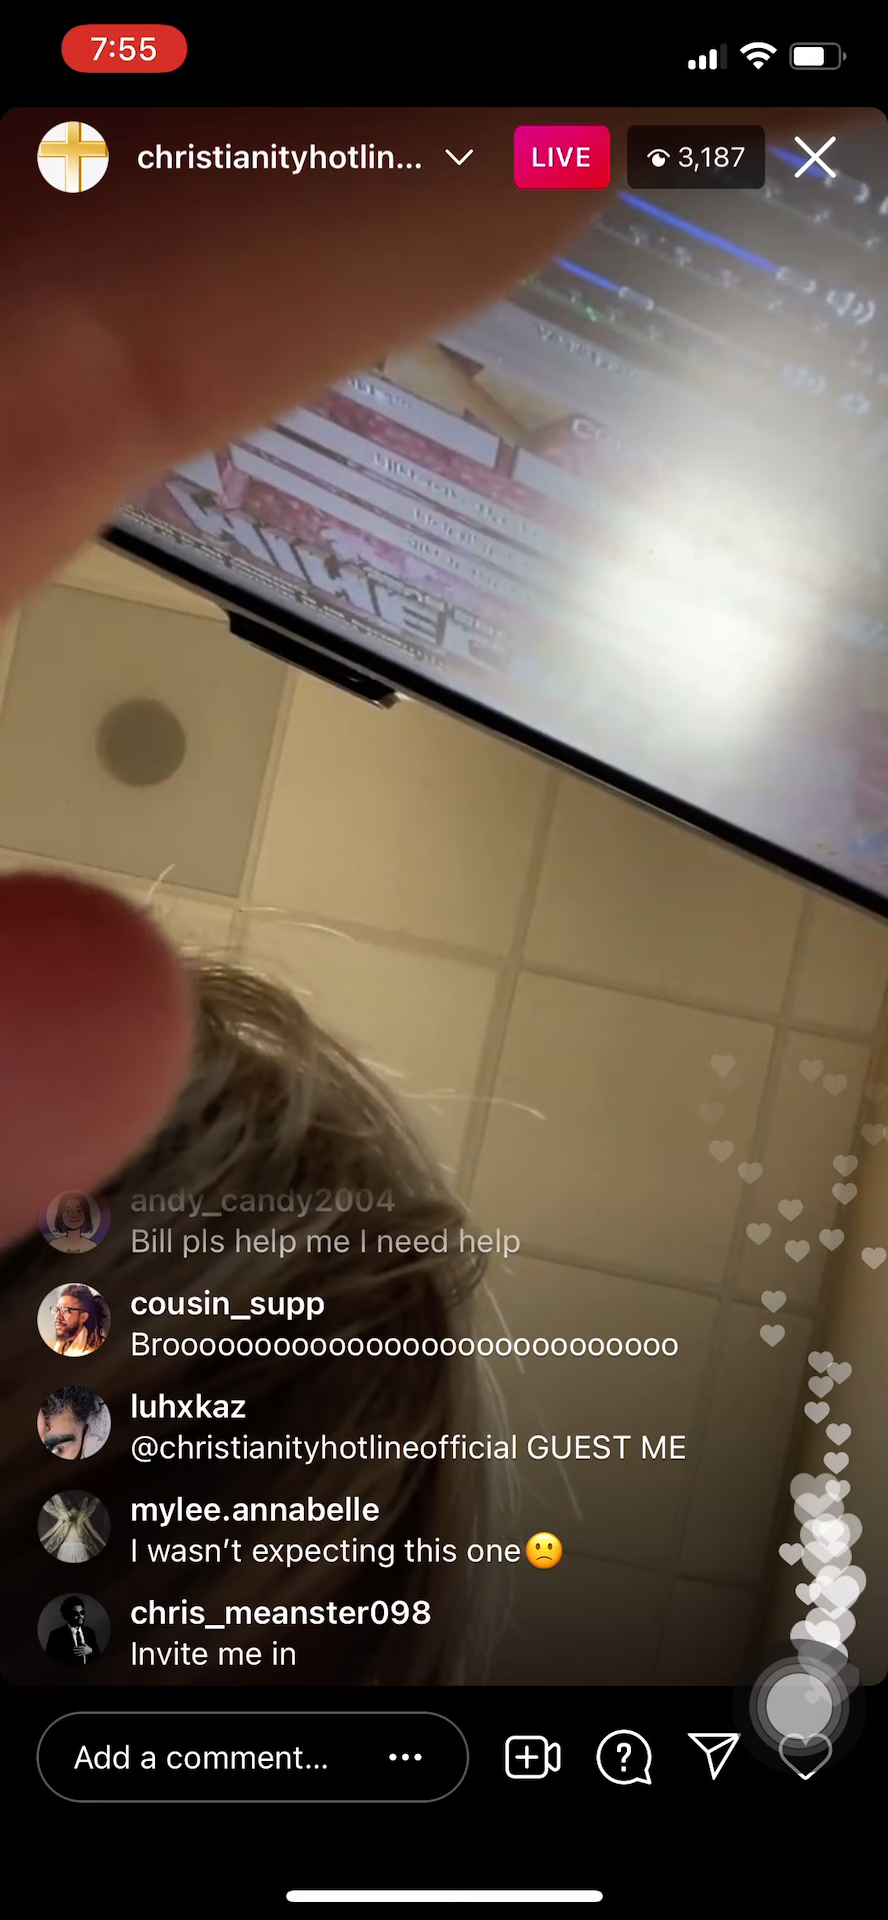 7:55
christianityhotlin...
LIVE
3,187
andy_candy2004
Bill pls help me I need help
cousin_supp
Broooooooooooooooooooooooooooo
luhxkaz
@christianityhotlineofficial GUEST ME
mylee.annabelle
I wasn't expecting this one🙁
chris_meanster098
Invite me in
Add a comment...